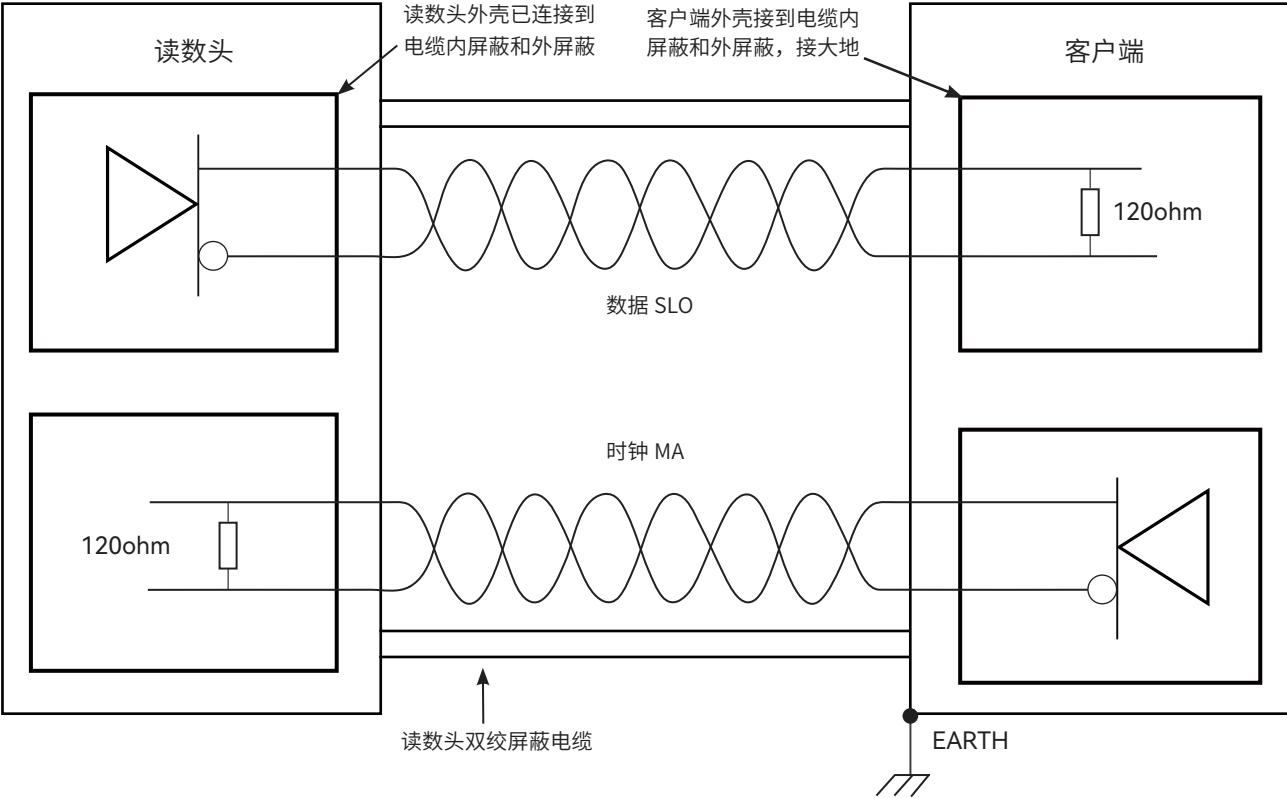 读数头外壳已连接到
电缆内屏蔽和外屏蔽
客户端外壳接到电缆内
屏蔽和外屏蔽，接大地
读数头
客户端
120ohm
数据 SLO
时钟 MA
120ohm
读数头双绞屏蔽电缆
EARTH